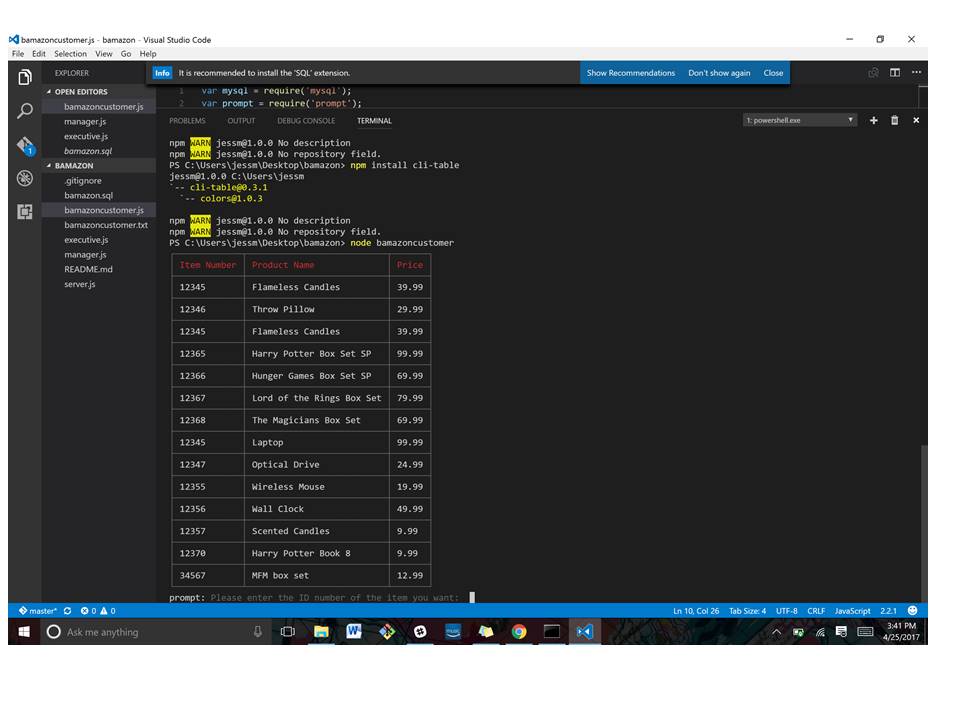 bamazoncustomer.js - bamazon - Visual Studio Code
File Edit Selection View Go Help
EXPLORER
Info It is recommended to install the 'SQL' extension. Show Recommendations Don't show again Close
OPEN EDITORS
bamazoncustomer.js
manager.js
executive.js
bamazon.sql
BAMAZON
.gitignore
bamazon.sql
bamazoncustomer.js
bamazoncustomer.txt
executive.js
manager.js
README.md
server.js
1
1 var mysql = require('mysql');
2 var prompt = require('prompt');
PROBLEMS OUTPUT DEBUG CONSOLE TERMINAL 1: powershell.exe
npm WARN jessm@1.0.0 No description
npm WARN jessm@1.0.0 No repository field.
PS C:\Users\jessm\Desktop\bamazon> npm install cli-table
jessm@1.0.0 C:\Users\jessm
`-- cli-table@0.3.1
`-- colors@1.0.3
npm WARN jessm@1.0.0 No description
npm WARN jessm@1.0.0 No repository field.
PS C:\Users\jessm\Desktop\bamazon> node bamazoncustomer
Item Number Product Name Price
12345 Flameless Candles 39.99
12346 Throw Pillow 29.99
12345 Flameless Candles 39.99
12365 Harry Potter Box Set SP 99.99
12366 Hunger Games Box Set SP 69.99
12367 Lord of the Rings Box Set 79.99
12368 The Magicians Box Set 69.99
12345 Laptop 99.99
12347 Optical Drive 24.99
12355 Wireless Mouse 19.99
12356 Wall Clock 49.99
12357 Scented Candles 9.99
12370 Harry Potter Book 8 9.99
34567 MFM box set 12.99
prompt: Please enter the ID number of the item you want:
master* 0 0 Ln 10, Col 26 Tab Size: 4 UTF-8 CRLF JavaScript 2.2.1
Ask me anything
3:41 PM
4/25/2017